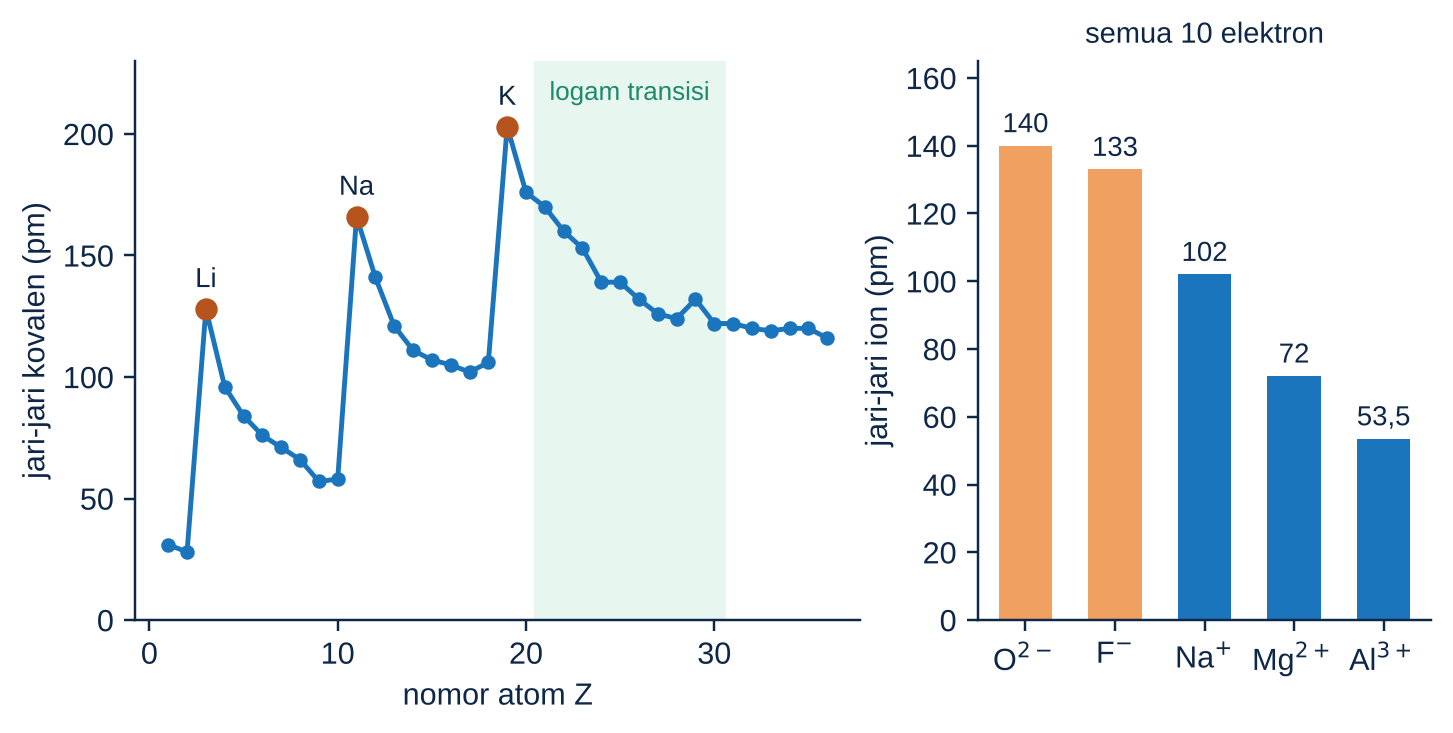 jari-jari kovalen (pm)
200
150
100
50
0
Li
Na
K
logam transisi
0 10 20 30
nomor atom Z
semua 10 elektron
jari-jari ion (pm)
160
140
120
100
80
60
40
20
0
140
133
102
72
53,5
O²⁻ F⁻ Na⁺ Mg²⁺ Al³⁺